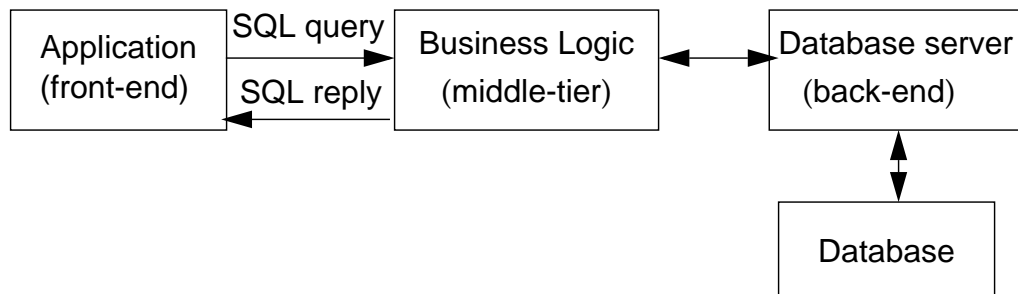 Application
(front-end)
SQL query
SQL reply
Business Logic
(middle-tier)
Database server
(back-end)
Database